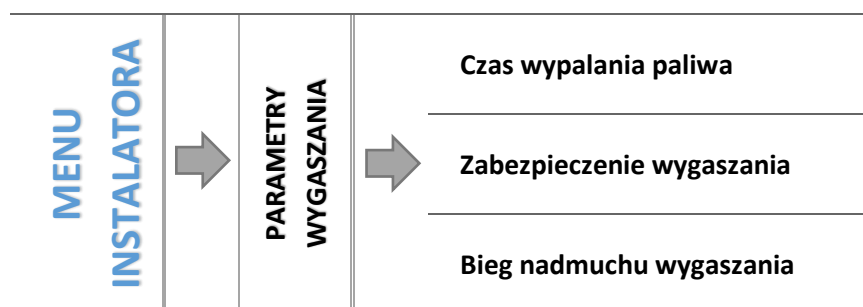 MENU
INSTALATORA
PARAMETRY
WYGASZANIA
Czas wypalania paliwa
Zabezpieczenie wygaszania
Bieg nadmuchu wygaszania